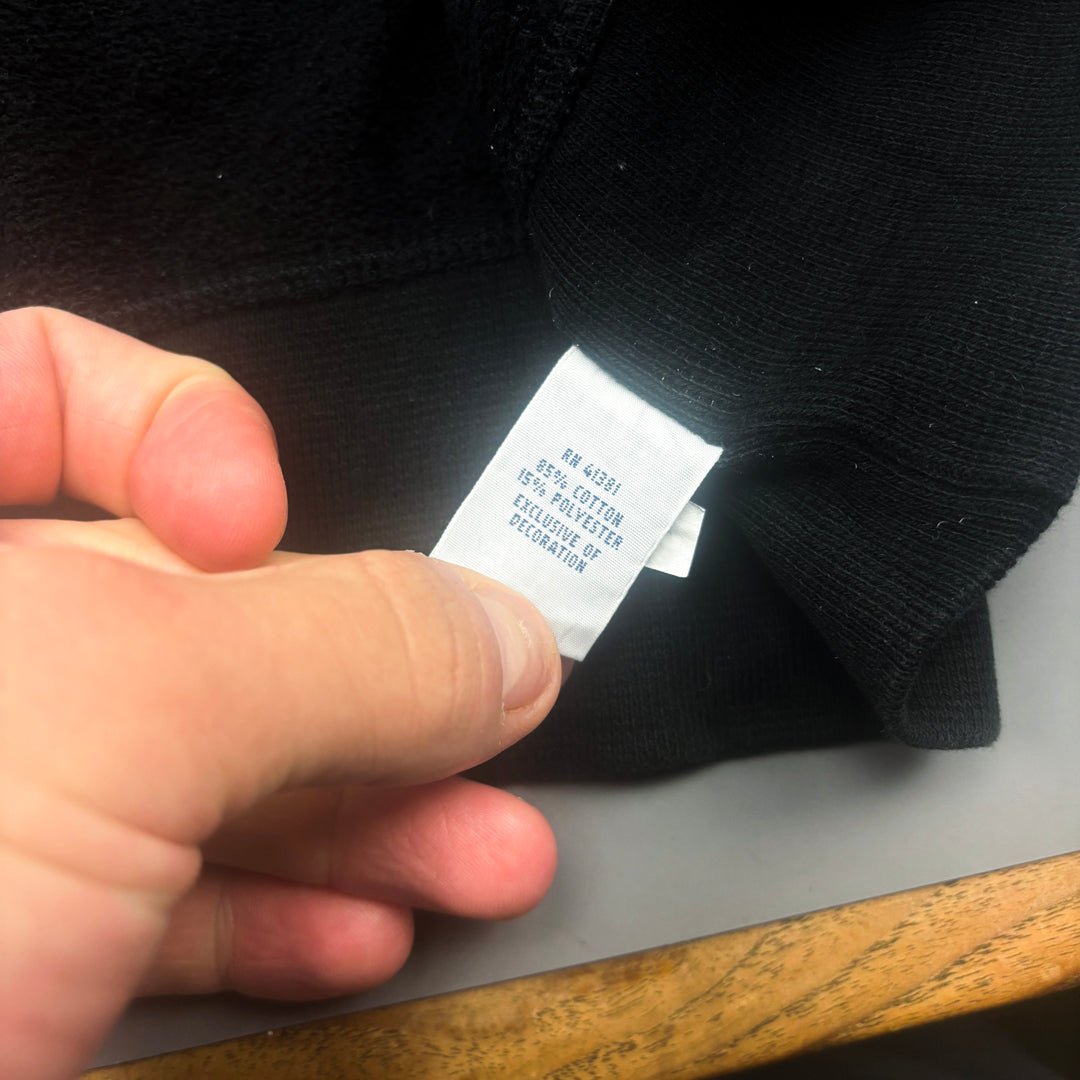 RN 41381
85% COTTON
15% POLYESTER
EXCLUSIVE OF
DECORATION